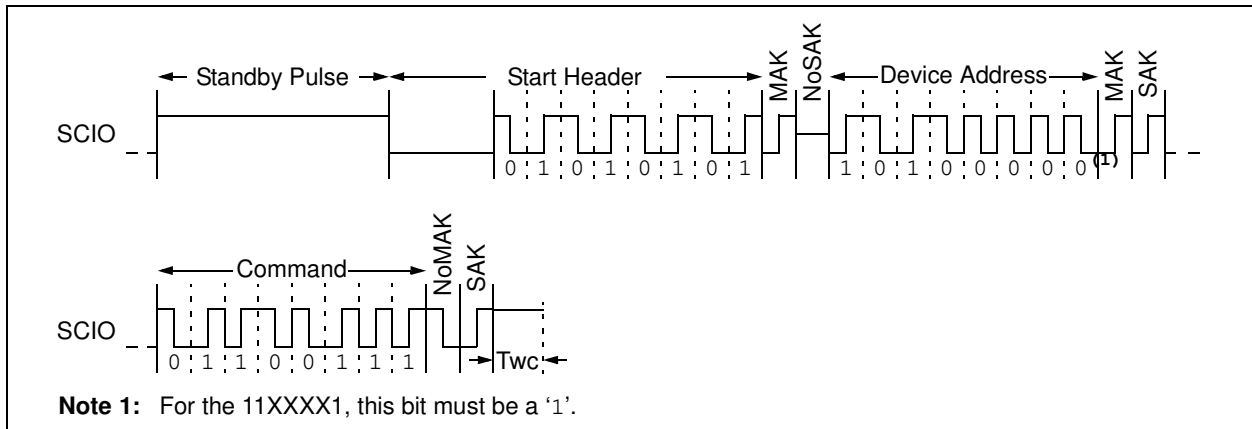 Standby Pulse Start Header MAK NoSAK Device Address MAK SAK
SCIO
0 1 0 1 0 1 0 1 1 0 1 0 0 0 0 0(1)
Command NoMAK SAK
SCIO
0 1 1 0 0 1 1 1 Twc
Note 1: For the 11XXXX1, this bit must be a ‘1’.